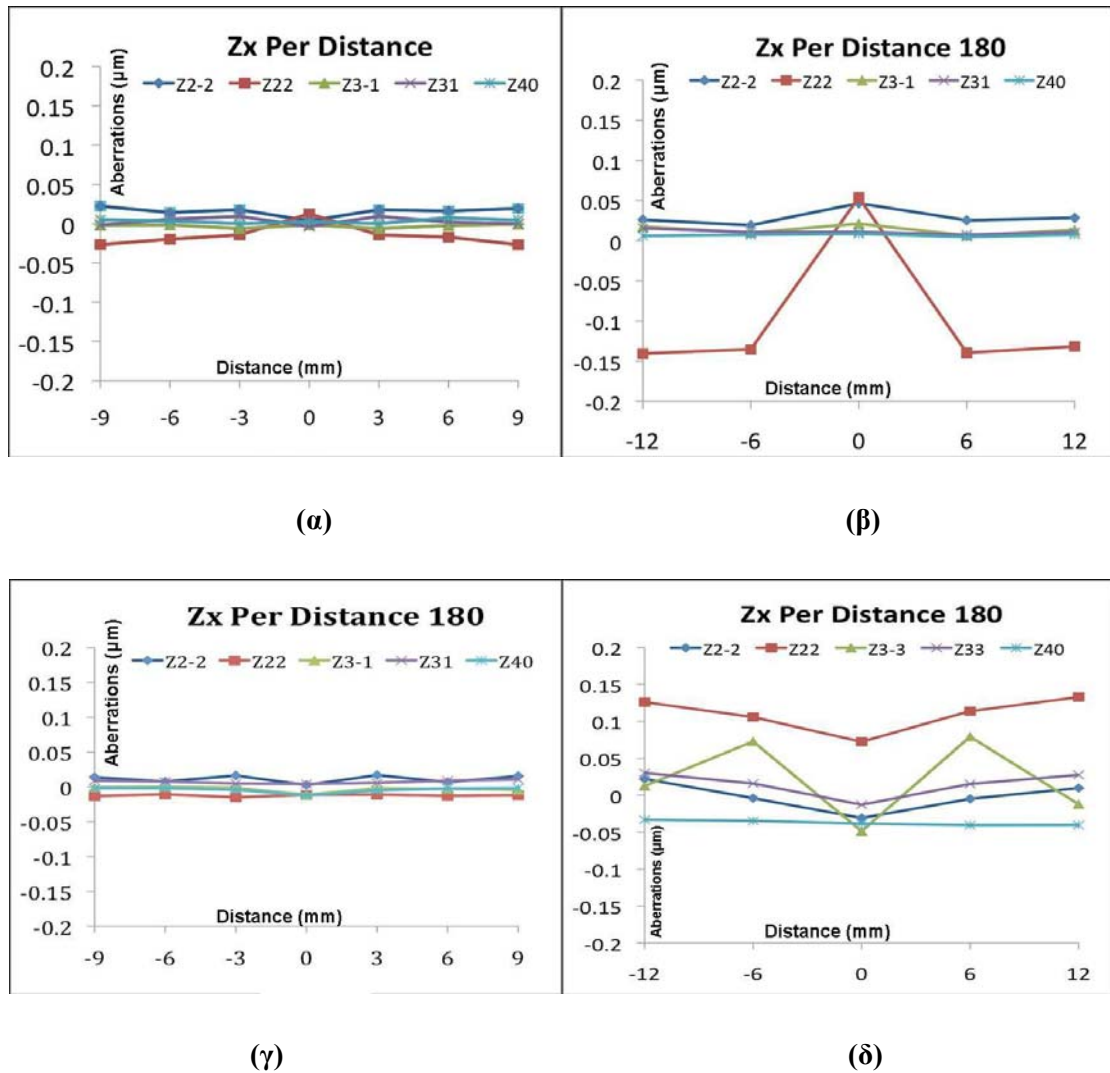 Zx Per Distance
0.2
0.15
0.1
0.05
0
-0.05
-0.1
-0.15
-0.2
Aberrations (µm)
Z2-2 Z22 Z3-1 Z31 Z40
Distance (mm)
-9 -6 -3 0 3 6 9
Zx Per Distance 180
0.2
0.15
0.1
0.05
0
-0.05
-0.1
-0.15
-0.2
Aberrations (µm)
Z2-2 Z22 Z3-1 Z31 Z40
Distance (mm)
-12 -6 0 6 12
(α) (β)
Zx Per Distance 180
0.2
0.15
0.1
0.05
0
-0.05
-0.1
-0.15
-0.2
Aberrations (µm)
Z2-2 Z22 Z3-1 Z31 Z40
Distance (mm)
-9 -6 -3 0 3 6 9
Zx Per Distance 180
0.2
0.15
0.1
0.05
0
-0.05
-0.1
-0.15
-0.2
Aberrations (µm)
Z2-2 Z22 Z3-3 Z33 Z40
Distance (mm)
-12 -6 0 6 12
(γ) (δ)